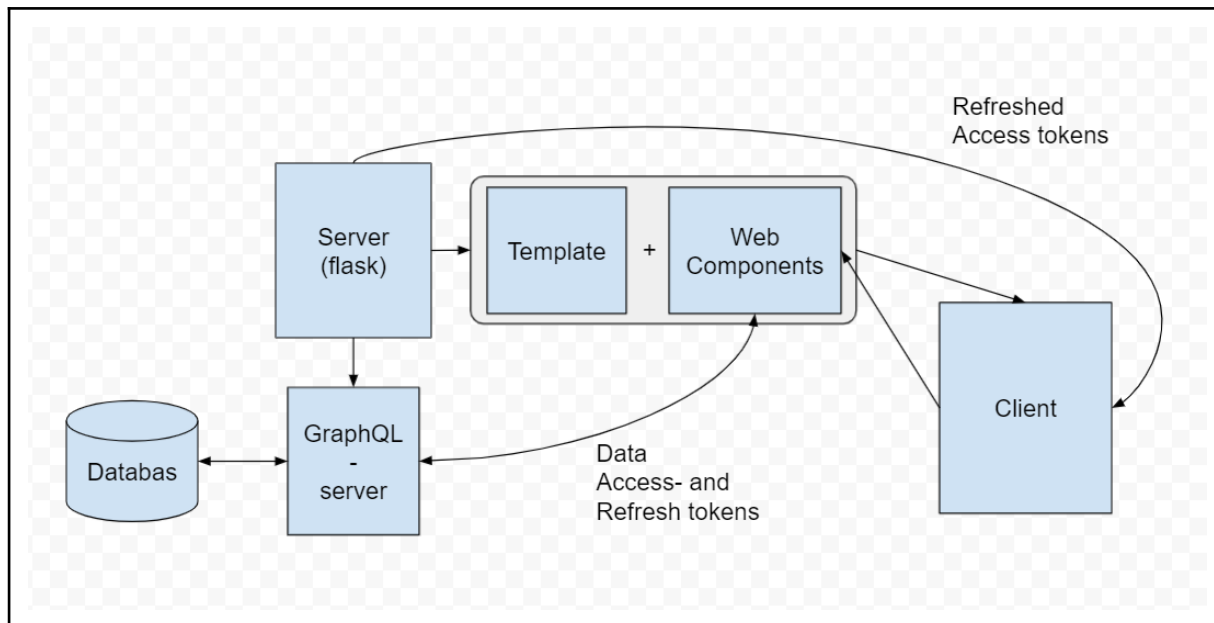 Refreshed
Access tokens
Server
(flask)
Template
+
Web
Components
Client
GraphQL
-
server
Databas
Data
Access- and
Refresh tokens